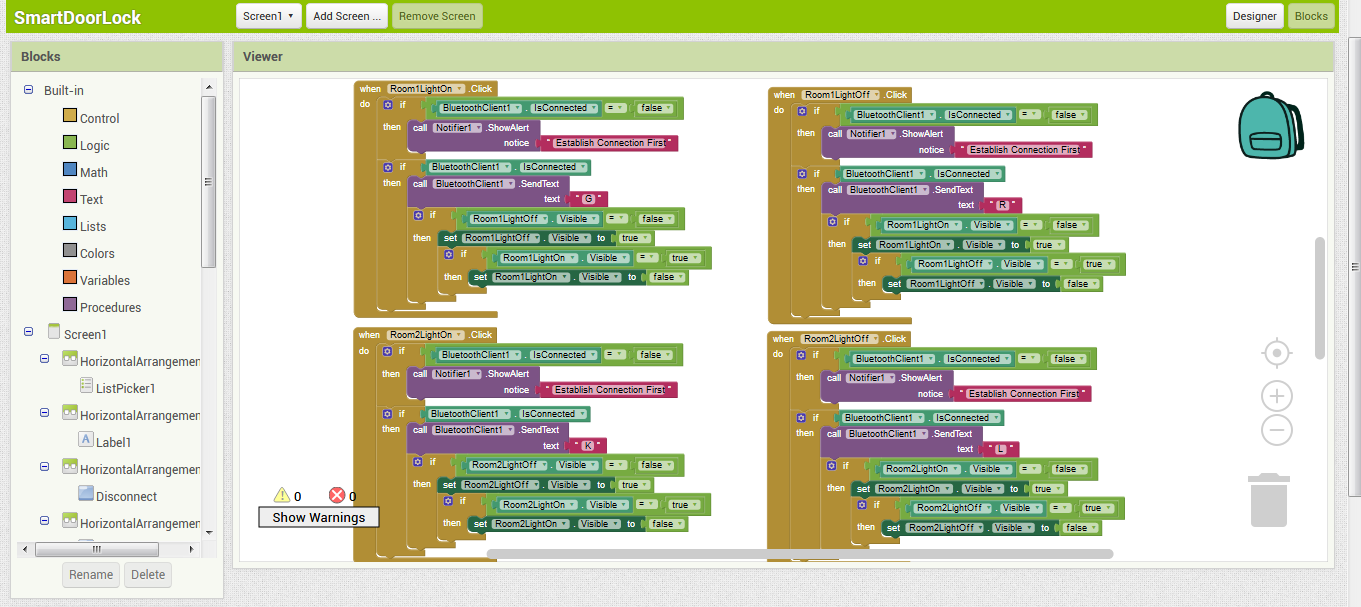 SmartDoorLock
Screen1 Add Screen ... Remove Screen Designer Blocks
Blocks
Built-in
Control
Logic
Math
Text
Lists
Colors
Variables
Procedures
Screen1
HorizontalArrangemen
ListPicker1
HorizontalArrangemen
Label1
HorizontalArrangemen
Disconnect
HorizontalArrangemen
Rename Delete
Viewer
when Room1LightOn .Click
do if BluetoothClient1 . IsConnected = false
then call Notifier1 .ShowAlert
notice " Establish Connection First "
if BluetoothClient1 . IsConnected
then call BluetoothClient1 .SendText
text " G "
if Room1LightOff . Visible = false
then set Room1LightOff . Visible to true
if Room1LightOn . Visible = true
then set Room1LightOn . Visible to false
when Room1LightOff .Click
do if BluetoothClient1 . IsConnected = false
then call Notifier1 .ShowAlert
notice " Establish Connection First "
if BluetoothClient1 . IsConnected
then call BluetoothClient1 .SendText
text " R "
if Room1LightOn . Visible = false
then set Room1LightOn . Visible to true
if Room1LightOff . Visible = true
then set Room1LightOff . Visible to false
when Room2LightOn .Click
do if BluetoothClient1 . IsConnected = false
then call Notifier1 .ShowAlert
notice " Establish Connection First "
if BluetoothClient1 . IsConnected
then call BluetoothClient1 .SendText
text " K "
if Room2LightOff . Visible = false
then set Room2LightOff . Visible to true
if Room2LightOn . Visible = true
then set Room2LightOn . Visible to false
when Room2LightOff .Click
do if BluetoothClient1 . IsConnected = false
then call Notifier1 .ShowAlert
notice " Establish Connection First "
if BluetoothClient1 . IsConnected
then call BluetoothClient1 .SendText
text " L "
if Room2LightOn . Visible = false
then set Room2LightOn . Visible to true
if Room2LightOff . Visible = true
then set Room2LightOff . Visible to false
0 0
Show Warnings